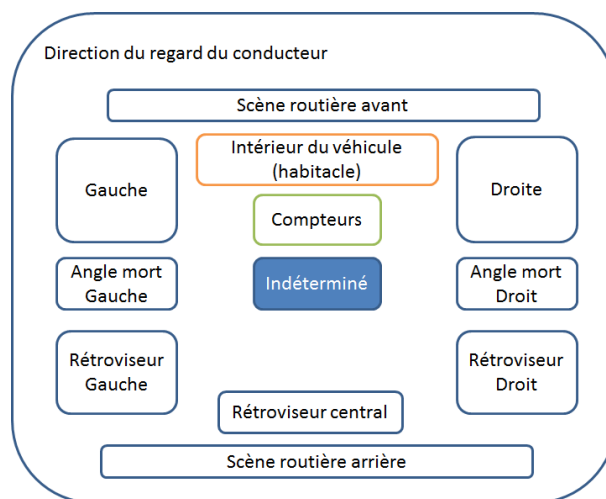 Direction du regard du conducteur
Scène routière avant
Intérieur du véhicule
(habitacle)
Gauche
Droite
Compteurs
Angle mort
Gauche
Indéterminé
Angle mort
Droit
Rétroviseur
Gauche
Rétroviseur
Droit
Rétroviseur central
Scène routière arrière